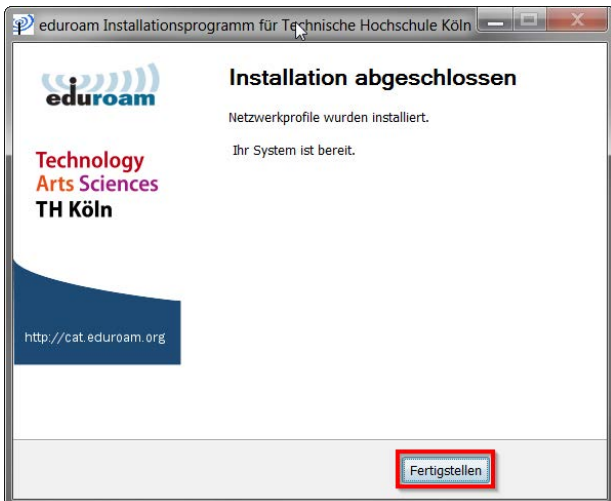 eduroam Installationsprogramm für Technische Hochschule Köln
eduroam
Installation abgeschlossen
Netzwerkprofile wurden installiert.
Ihr System ist bereit.
Technology
Arts Sciences
TH Köln
http://cat.eduroam.org
Fertigstellen